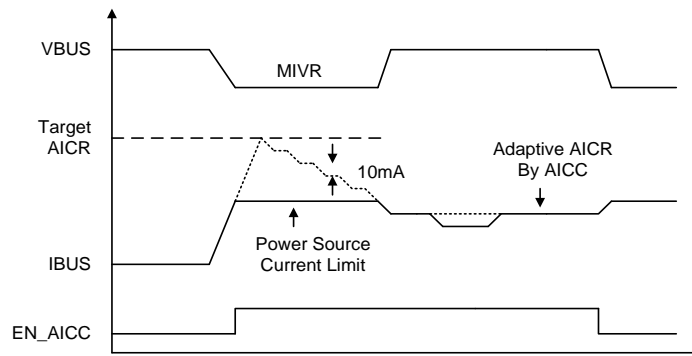 VBUS
MIVR
Target
AICR
Adaptive AICR
By AICC
10mA
Power Source
Current Limit
IBUS
EN_AICC